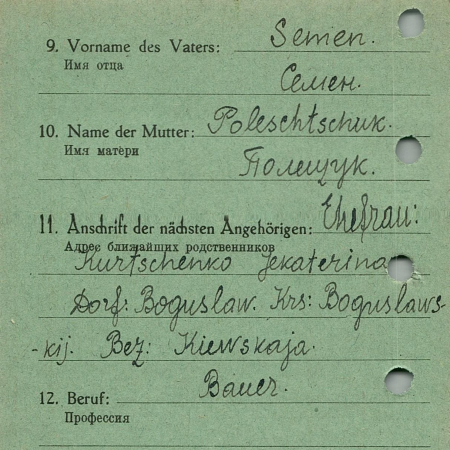 9. Vorname des Vaters: Semen.
Имя отца
Семен.
10. Name der Mutter: Poleschtschuk.
Имя матери
Полещук.
11. Anschrift der nächsten Angehörigen: Ehefrau:
Адрес ближайших родственников
Kurtschenko Jekaterina
Dorf: Boguslaw. Krs: Boguslaws-
-kij. Bez: Kiewskaja.
12. Beruf: Bauer.
Профессия